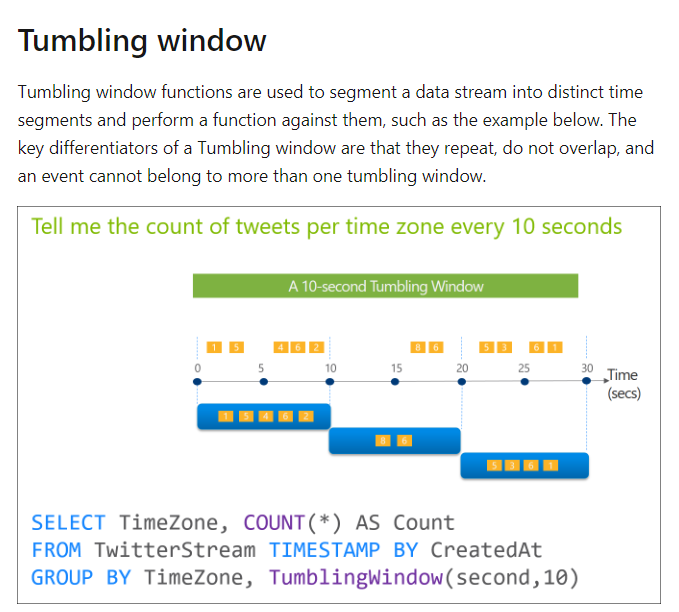 Tumbling window
Tumbling window functions are used to segment a data stream into distinct time
segments and perform a function against them, such as the example below. The
key differentiators of a Tumbling window are that they repeat, do not overlap, and
an event cannot belong to more than one tumbling window.
Tell me the count of tweets per time zone every 10 seconds
A 10-second Tumbling Window
1 5 4 6 2 8 6 5 3 6 1
0 5 10 15 20 25 30 Time
(secs)
1 5 4 6 2
8 6
5 3 6 1
SELECT TimeZone, COUNT(*) AS Count
FROM TwitterStream TIMESTAMP BY CreatedAt
GROUP BY TimeZone, TumblingWindow(second,10)